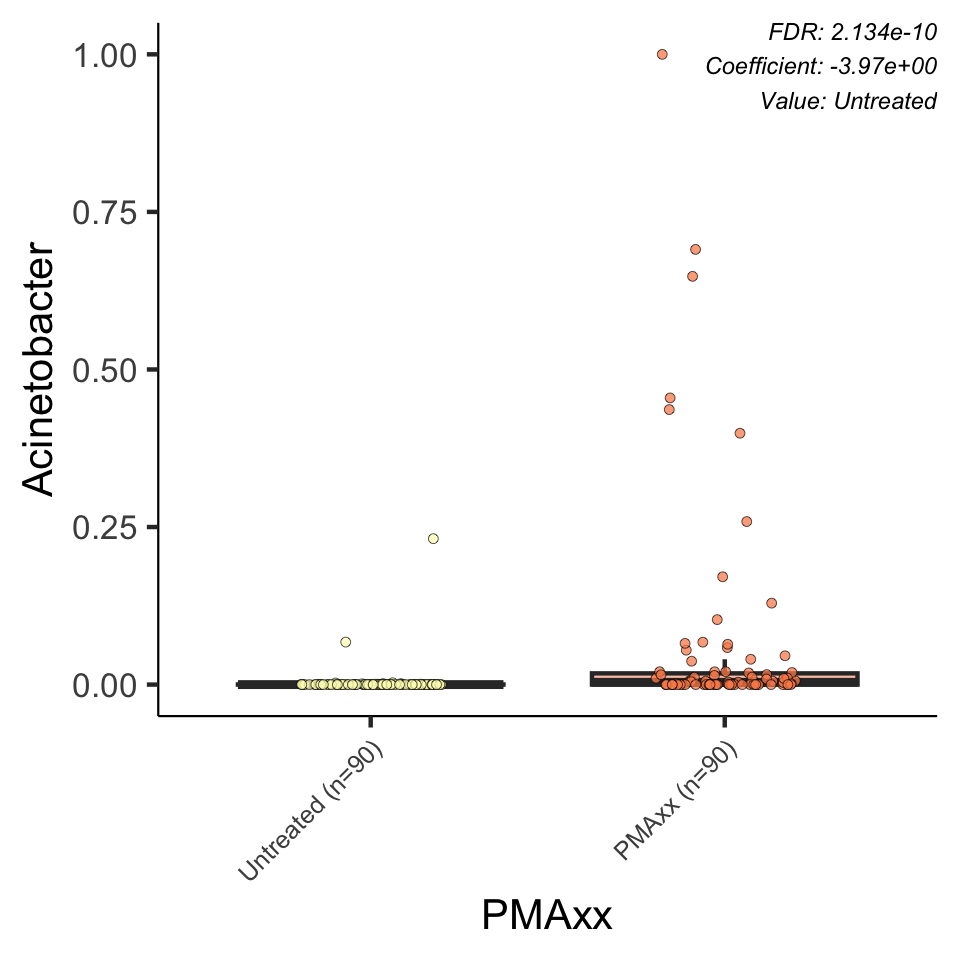 FDR: 2.134e-10
Coefficient: -3.97e+00
Value: Untreated
1.00
0.75
0.50
0.25
0.00
Acinetobacter
Untreated (n=90)
PMAxx (n=90)
PMAxx